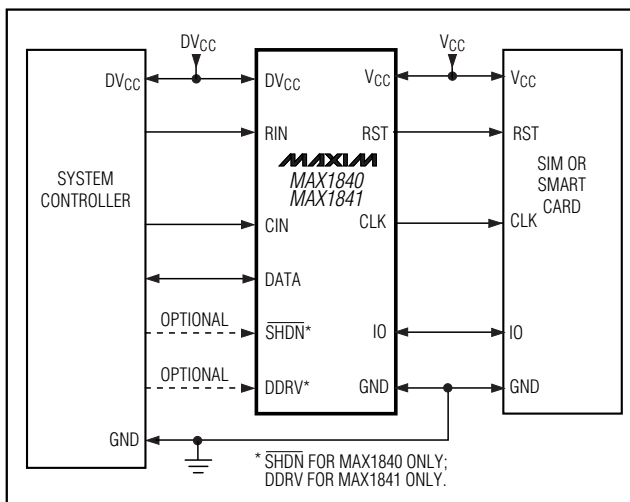 DVCC
VCC
DVCC
DVCC
VCC
VCC
RIN
RST
RST
MAXIM
MAX1840
MAX1841
SYSTEM
CONTROLLER
SIM OR
SMART
CARD
CIN
CLK
CLK
DATA
OPTIONAL
SHDN*
IO
IO
OPTIONAL
DDRV*
GND
GND
GND
* SHDN FOR MAX1840 ONLY;
DDRV FOR MAX1841 ONLY.